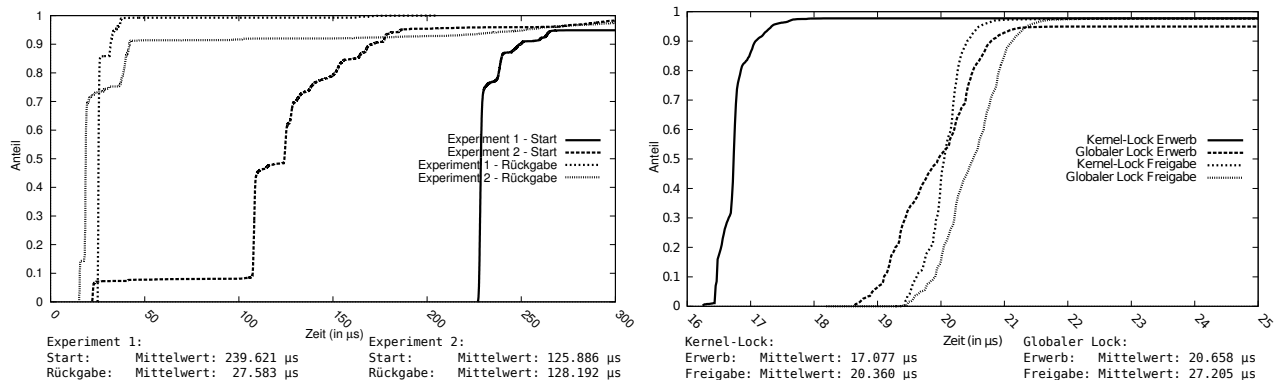 1
0.9
0.8
0.7
0.6
0.5
0.4
0.3
0.2
0.1
0
Anteil
Experiment 1 - Start
Experiment 2 - Start
Experiment 1 - Rückgabe
Experiment 2 - Rückgabe
0
50
100
150
200
250
300
Zeit (in µs)
Experiment 1:
Start: Mittelwert: 239.621 µs
Rückgabe: Mittelwert: 27.583 µs
Experiment 2:
Start: Mittelwert: 125.886 µs
Rückgabe: Mittelwert: 128.192 µs
1
0.9
0.8
0.7
0.6
0.5
0.4
0.3
0.2
0.1
0
Anteil
Kernel-Lock Erwerb
Globaler Lock Erwerb
Kernel-Lock Freigabe
Globaler Lock Freigabe
16
17
18
19
20
21
22
23
24
25
Zeit (in µs)
Kernel-Lock:
Erwerb: Mittelwert: 17.077 µs
Freigabe: Mittelwert: 20.360 µs
Globaler Lock:
Erwerb: Mittelwert: 20.658 µs
Freigabe: Mittelwert: 27.205 µs